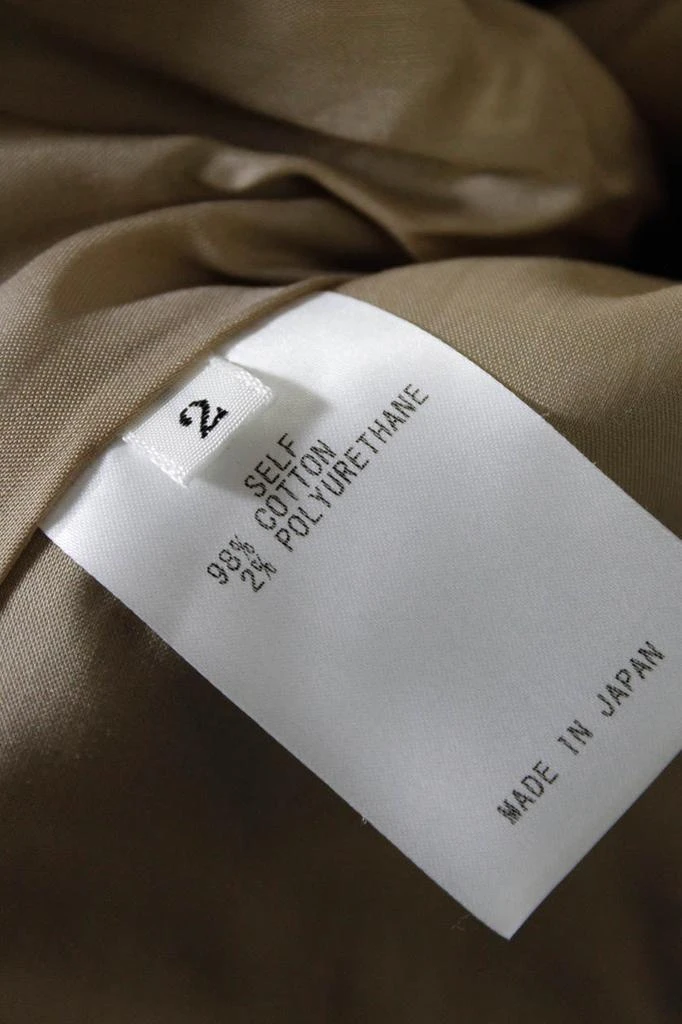 2
SELF
98% COTTON
2% POLYURETHANE
MADE IN JAPAN